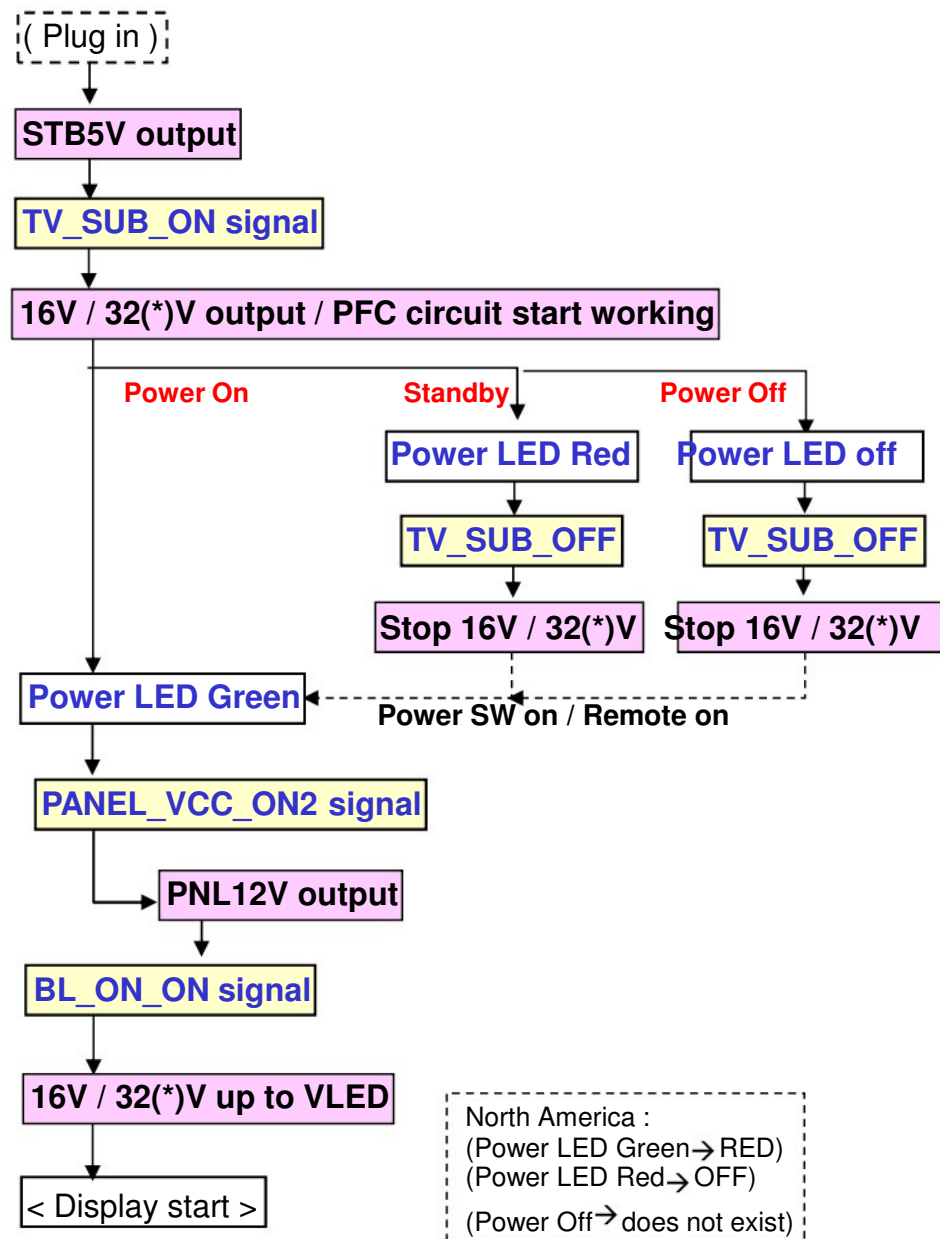 ( Plug in )
STB5V output
TV_SUB_ON signal
16V / 32(*)V output / PFC circuit start working
Power On
Standby
Power Off
Power LED Red
Power LED off
TV_SUB_OFF
TV_SUB_OFF
Stop 16V / 32(*)V
Stop 16V / 32(*)V
Power LED Green
Power SW on / Remote on
PANEL_VCC_ON2 signal
PNL12V output
BL_ON_ON signal
16V / 32(*)V up to VLED
< Display start >
North America :
(Power LED Green→RED)
(Power LED Red→OFF)
(Power Off→does not exist)